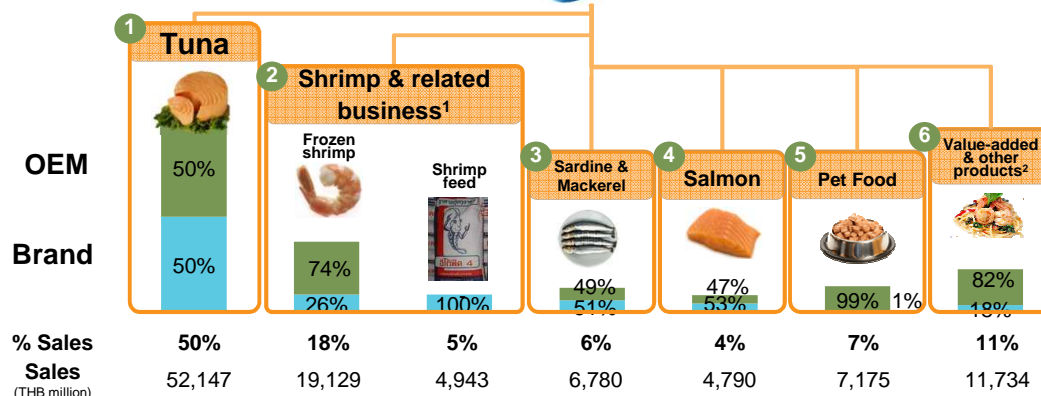 1
Tuna
2
Shrimp & related
business¹
Frozen
shrimp
Shrimp
feed
3
Sardine &
Mackerel
4
Salmon
5
Pet Food
6
Value-added
& other
products²
OEM
50%
Brand
50%
74%
26%
100%
49%
51%
47%
53%
99% 1%
82%
18%
% Sales 50% 18% 5% 6% 4% 7% 11%
Sales
(THB million)
52,147 19,129 4,943 6,780 4,790 7,175 11,734